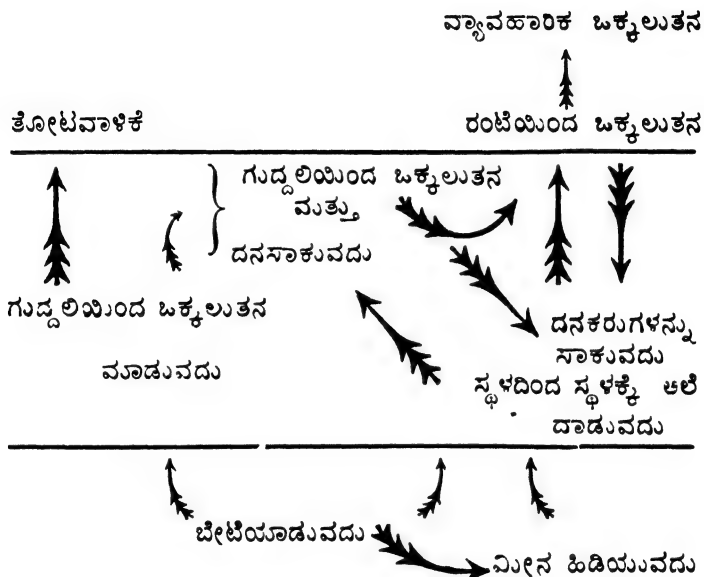 ವ್ಯಾವಹಾರಿಕ ಒಕ್ಕಲುತನ
ತೋಟವಾಳಿಕೆ
ರಂಟೆಯಿಂದ ಒಕ್ಕಲುತನ
ಗುದ್ದಲಿಯಿಂದ ಒಕ್ಕಲುತನ
ಮತ್ತು
ದನಸಾಕುವದು
ಗುದ್ದಲಿಯಿಂದ ಒಕ್ಕಲುತನ
ಮಾಡುವದು
ದನಕರುಗಳನ್ನು
ಸಾಕುವದು
ಸ್ಥಳದಿಂದ ಸ್ಥಳಕ್ಕೆ ಅಲೆ
ದಾಡುವದು
ಬೇಟೆಯಾಡುವದು
ಮೀನ ಹಿಡಿಯುವದು